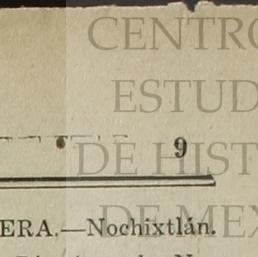 CENTRO
ESTUD
9
DE HIST
ERA.—Nochixtlán.
DE MEX